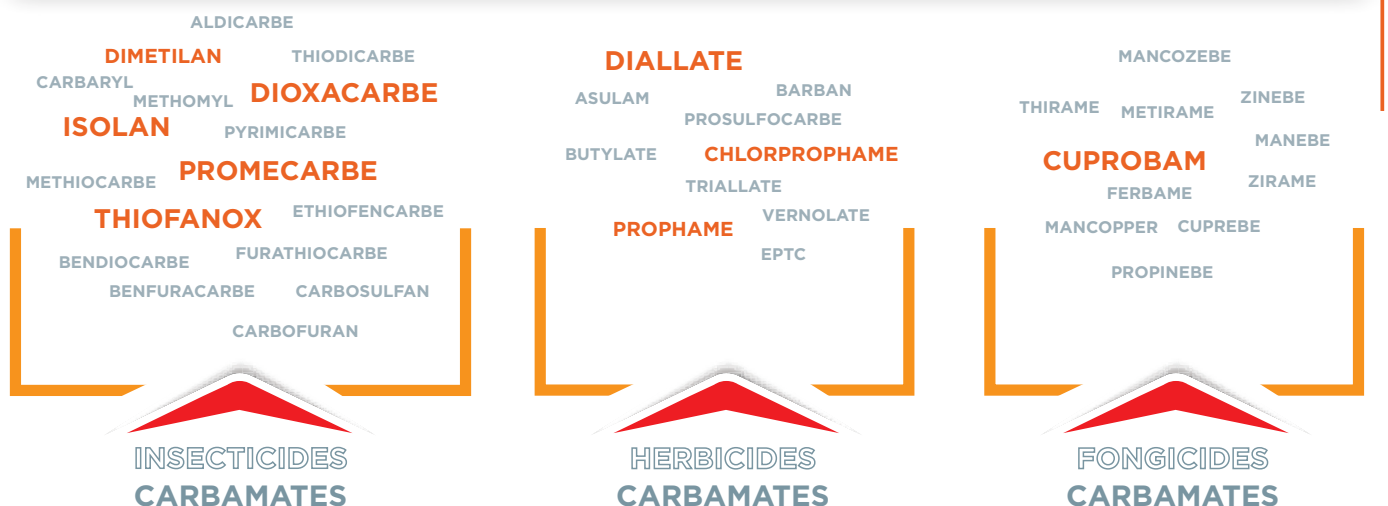 ALDICARBE
DIMETILAN
THIODICARBE
CARBARYL
METHOMYL
DIOXACARBE
ISOLAN
PYRIMICARBE
METHIOCARBE
PROMECARBE
THIOFANOX
ETHIOFENCARBE
BENDIOCARBE
FURATHIOCARBE
BENFURACARBE
CARBOSULFAN
CARBOFURAN
INSECTICIDES
CARBAMATES
DIALLATE
ASULAM
BARBAN
PROSULFOCARBE
BUTYLATE
CHLORPROPHAME
TRIALLATE
PROPHAME
VERNOLATE
EPTC
HERBICIDES
CARBAMATES
MANCOZEBE
THIRAME
METIRAME
ZINEBE
MANEBE
CUPROBAM
FERBAME
ZIRAME
MANCOPPER
CUPREBE
PROPINEBE
FONGICIDES
CARBAMATES